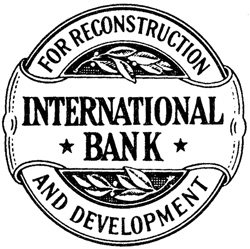 FOR RECONSTRUCTION
INTERNATIONAL
BANK
AND DEVELOPMENT